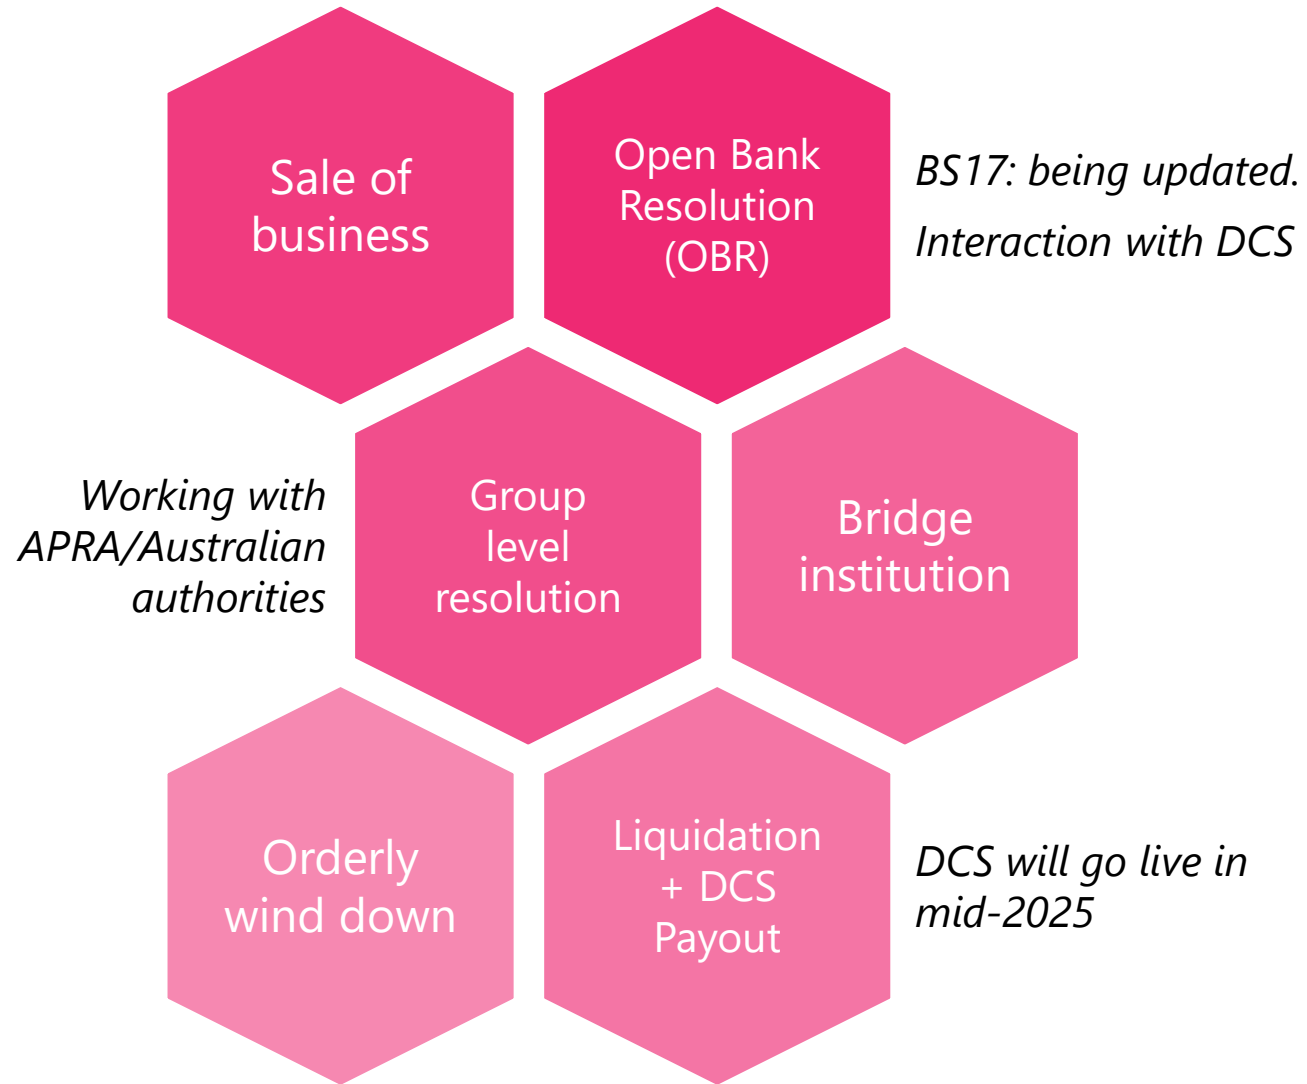 Sale of
business
Open Bank
Resolution
(OBR)
BS17: being updated.
Interaction with DCS
Working with
APRA/Australian
authorities
Group
level
resolution
Bridge
institution
Orderly
wind down
Liquidation
+ DCS
Payout
DCS will go live in
mid-2025